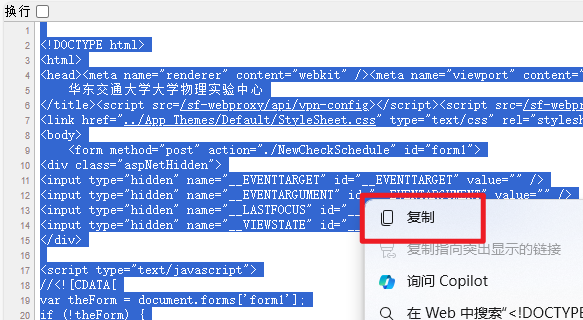 换行
1
2 <!DOCTYPE html>
3 <html>
4 <head><meta name="renderer" content="webkit" /><meta name="viewport" content="
5 华东交通大学大学物理实验中心
6 </title><script src=/sf-webproxy/api/vpn-config></script><script src=/sf-webpr
7 <link href="../App_Themes/Default/StyleSheet.css" type="text/css" rel="stylesh
8 <body>
9 <form method="post" action="./NewCheckSchedule" id="form1">
10 <div class="aspNetHidden">
11 <input type="hidden" name="__EVENTTARGET" id="__EVENTTARGET" value="" />
12 <input type="hidden" name="__EVENTARGUMENT" id="__EVENTARGUMENT" value="" />
13 <input type="hidden" name="__LASTFOCUS" id="__
14 <input type="hidden" name="__VIEWSTATE" id="__
15 </div>
16
17 <script type="text/javascript">
18 //<![CDATA[
19 var theForm = document.forms['form1'];
20 if (!theForm) {
复制
复制指向突出显示的链接
询问 Copilot
在 Web 中搜索“<!DOCTYPE